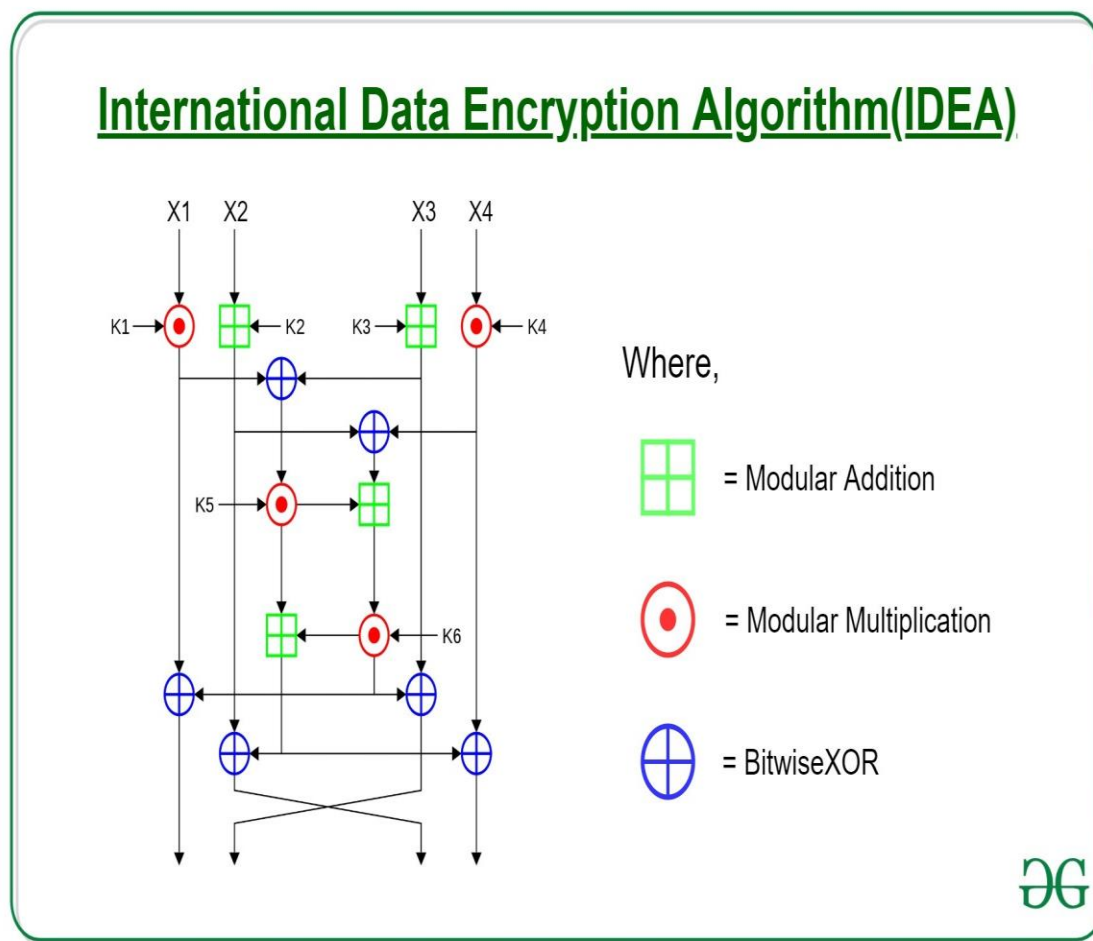 International Data Encryption Algorithm(IDEA)
X1 X2 X3 X4
K1 K2 K3 K4
Where,
= Modular Addition
K5
= Modular Multiplication
K6
= BitwiseXOR